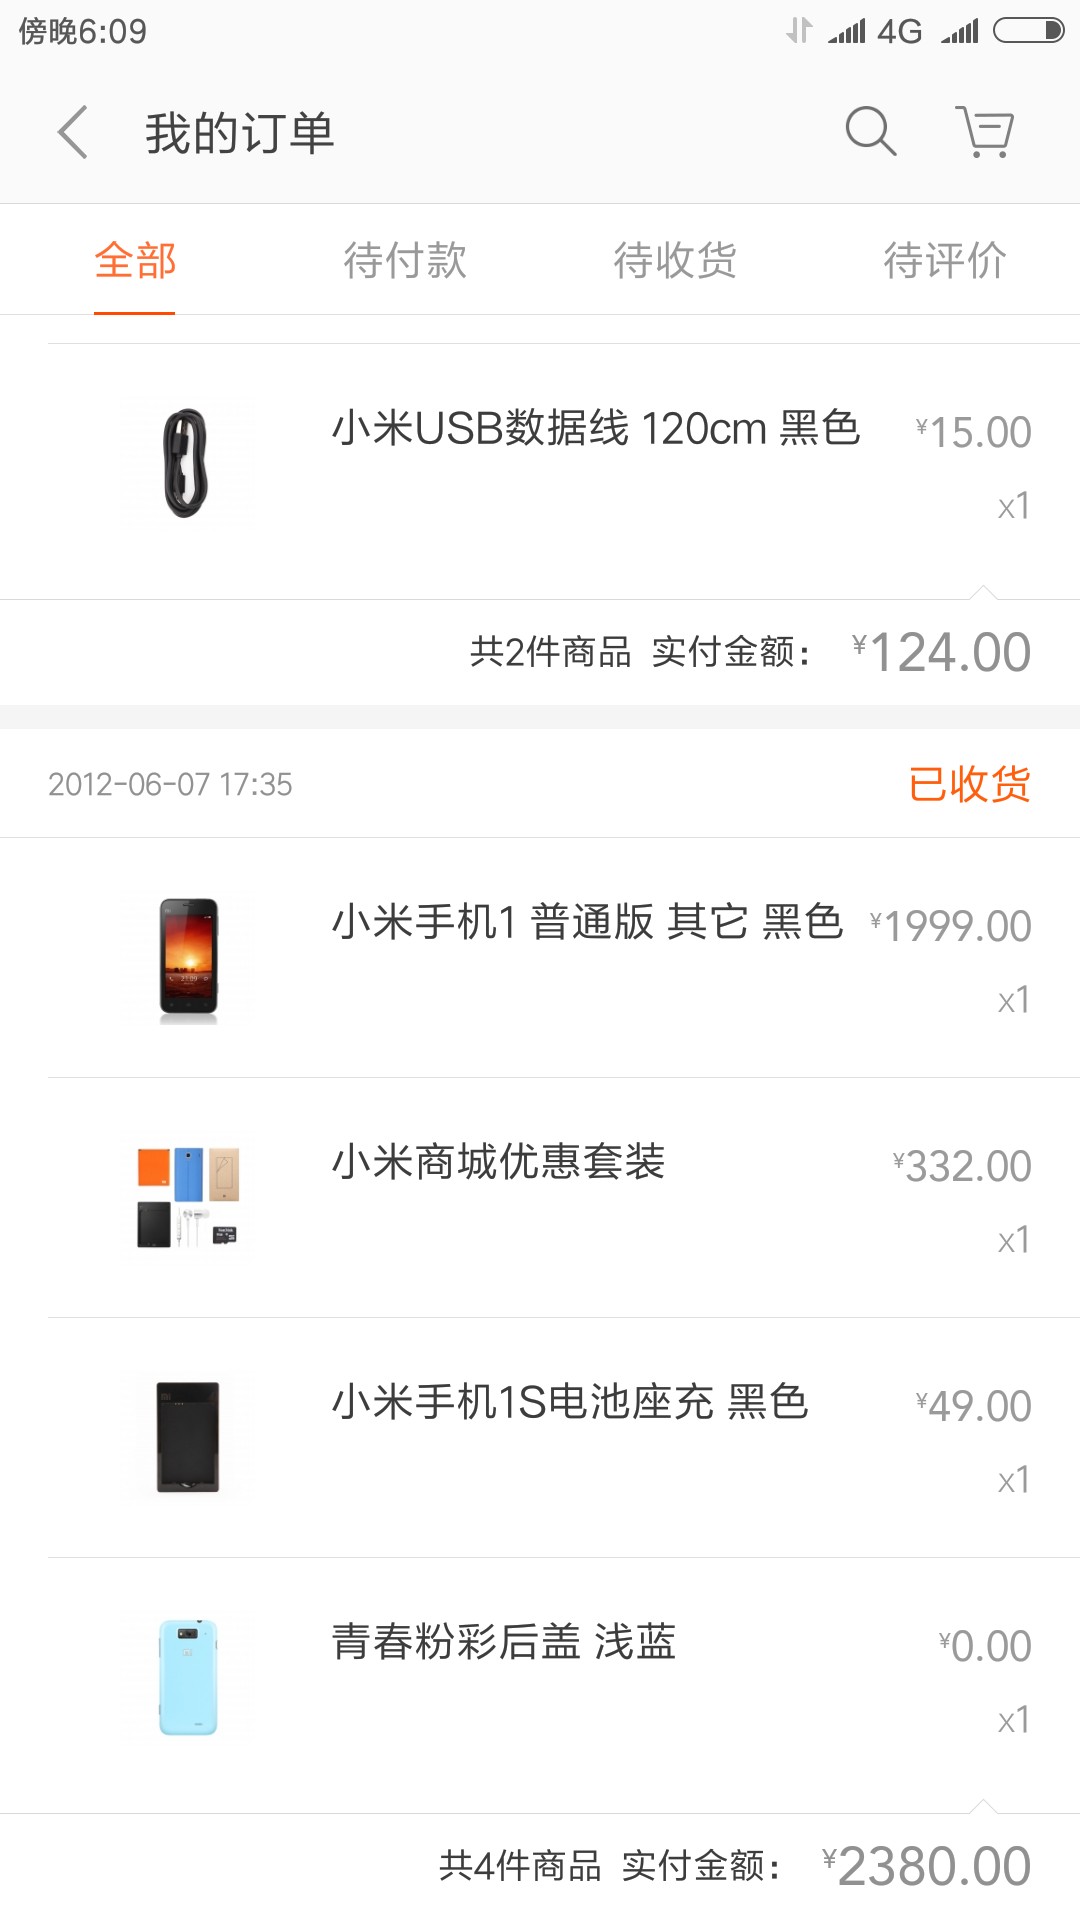 傍晚6:09 4G
我的订单
全部 待付款 待收货 待评价
小米USB数据线 120cm 黑色 ¥15.00
x1
共2件商品 实付金额： ¥124.00
2012-06-07 17:35 已收货
小米手机1 普通版 其它 黑色 ¥1999.00
x1
小米商城优惠套装 ¥332.00
x1
小米手机1S电池座充 黑色 ¥49.00
x1
青春粉彩后盖 浅蓝 ¥0.00
x1
共4件商品 实付金额： ¥2380.00